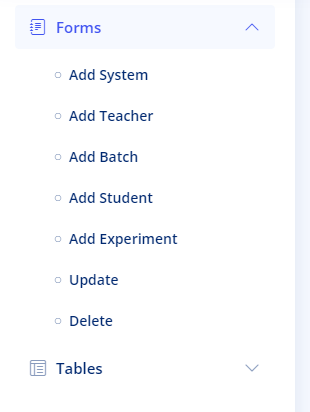 Forms
Add System
Add Teacher
Add Batch
Add Student
Add Experiment
Update
Delete
Tables